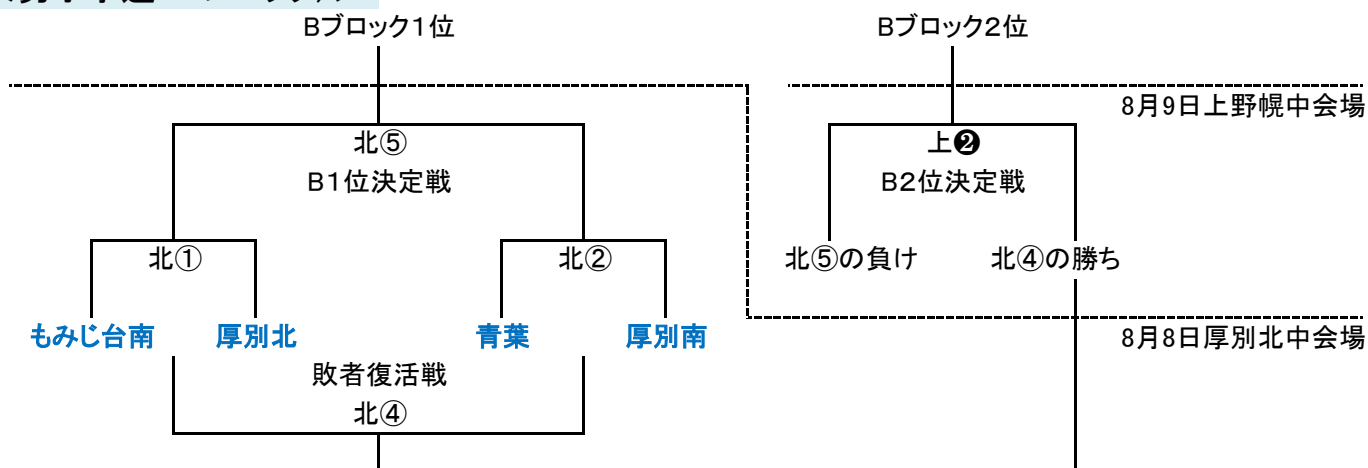 Bブロック1位
Bブロック2位
8月9日上野幌中会場
北⑤
B1位決定戦
上❷
B2位決定戦
北①
北②
北⑤の負け
北④の勝ち
もみじ台南
厚別北
青葉
厚別南
8月8日厚別北中会場
敗者復活戦
北④